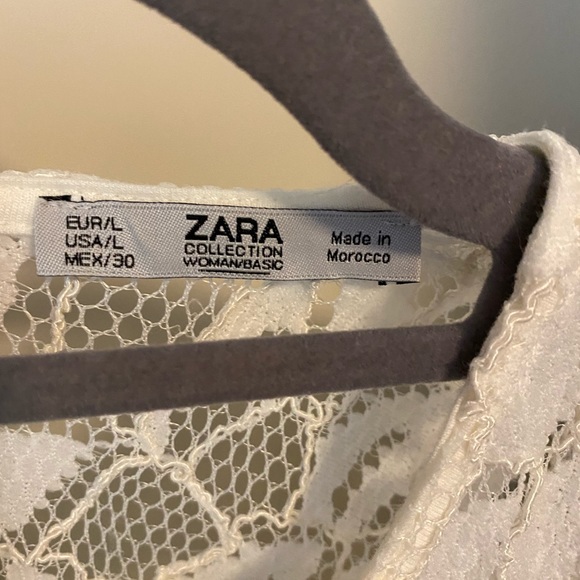 EUR/L
USA/L
MEX/30
ZARA
COLLECTION
WOMAN/BASIC
Made in
Morocco